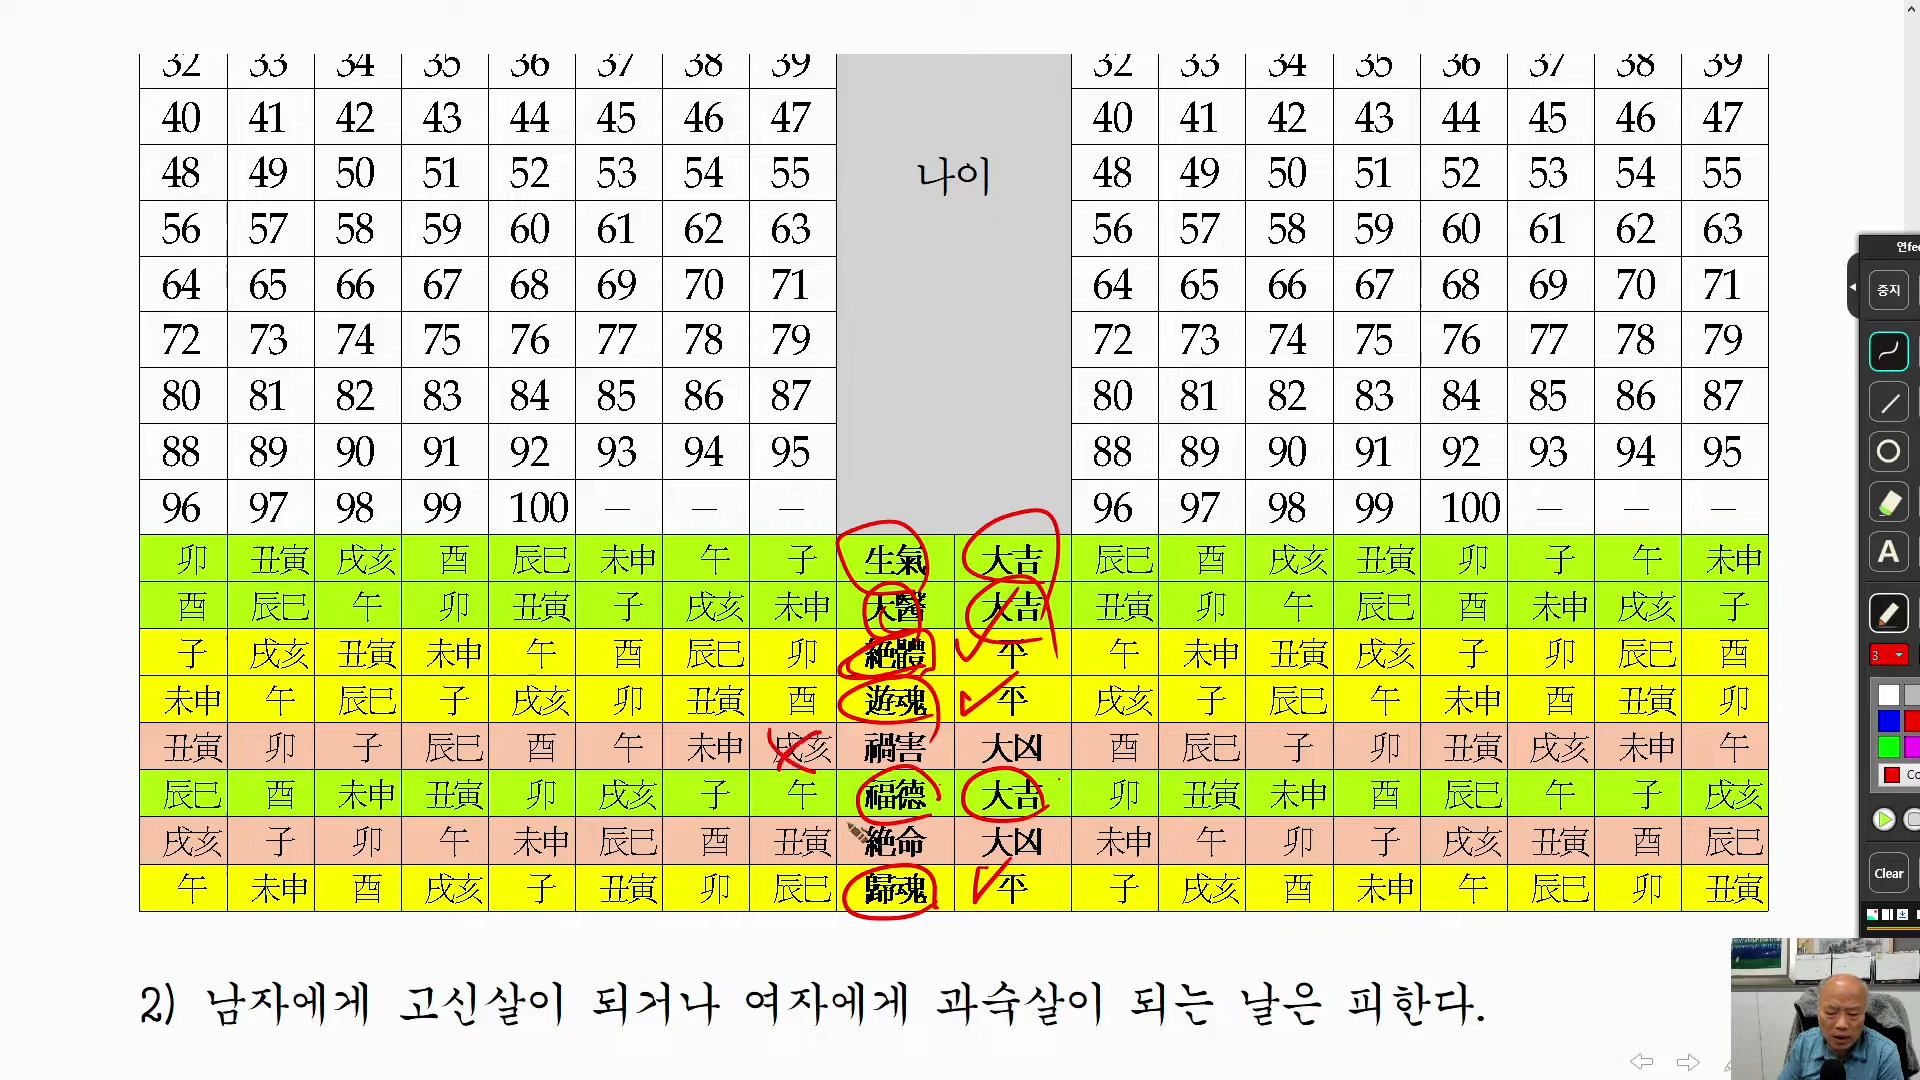 32 33 34 35 36 37 38 39 32 33 34 35 36 37 38 39
40 41 42 43 44 45 46 47 40 41 42 43 44 45 46 47
나이
48 49 50 51 52 53 54 55 48 49 50 51 52 53 54 55
56 57 58 59 60 61 62 63 56 57 58 59 60 61 62 63
64 65 66 67 68 69 70 71 64 65 66 67 68 69 70 71
72 73 74 75 76 77 78 79 72 73 74 75 76 77 78 79
80 81 82 83 84 85 86 87 80 81 82 83 84 85 86 87
88 89 90 91 92 93 94 95 88 89 90 91 92 93 94 95
96 97 98 99 100 – – – 96 97 98 99 100 – – –
卯 丑寅 戌亥 酉 辰巳 未申 午 子 生氣 大吉 辰巳 酉 戌亥 丑寅 卯 子 午 未申
酉 辰巳 午 卯 丑寅 子 戌亥 未申 天醫 大吉 丑寅 卯 午 辰巳 酉 未申 戌亥 子
子 戌亥 丑寅 未申 午 酉 辰巳 卯 絶體 平 午 未申 丑寅 戌亥 子 卯 辰巳 酉
未申 午 辰巳 子 戌亥 卯 丑寅 酉 遊魂 平 戌亥 子 辰巳 午 未申 酉 丑寅 卯
丑寅 卯 子 辰巳 酉 午 未申 戌亥 禍害 大凶 酉 辰巳 子 卯 丑寅 戌亥 未申 午
辰巳 酉 未申 丑寅 卯 戌亥 子 午 福德 大吉 卯 丑寅 未申 酉 辰巳 午 子 戌亥
戌亥 子 卯 午 未申 辰巳 酉 丑寅 絶命 大凶 未申 午 卯 子 戌亥 丑寅 酉 辰巳
午 未申 酉 戌亥 子 丑寅 卯 辰巳 歸魂 平 子 戌亥 酉 未申 午 辰巳 卯 丑寅
2) 남자에게 고신살이 되거나 여자에게 과숙살이 되는 날은 피한다.
중지
A
3
Clear